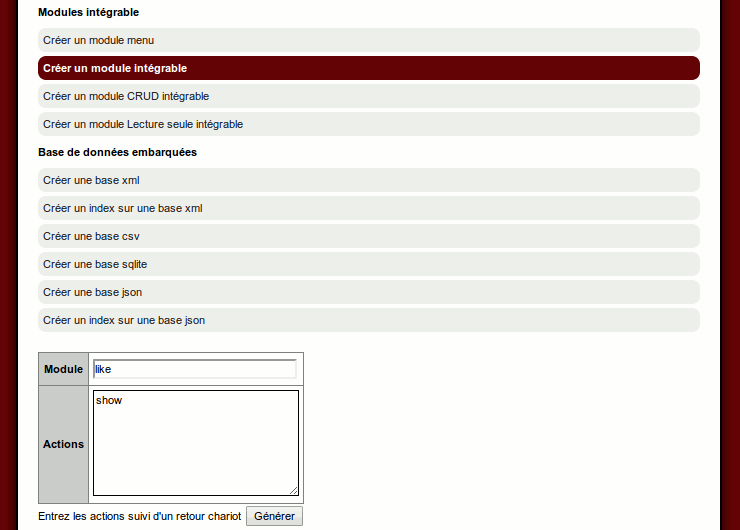 Modules intégrable
Créer un module menu
Créer un module intégrable
Créer un module CRUD intégrable
Créer un module Lecture seule intégrable
Base de données embarquées
Créer une base xml
Créer un index sur une base xml
Créer une base csv
Créer une base sqlite
Créer une base json
Créer un index sur une base json
Module like
Actions show
Entrez les actions suivi d'un retour chariot Générer